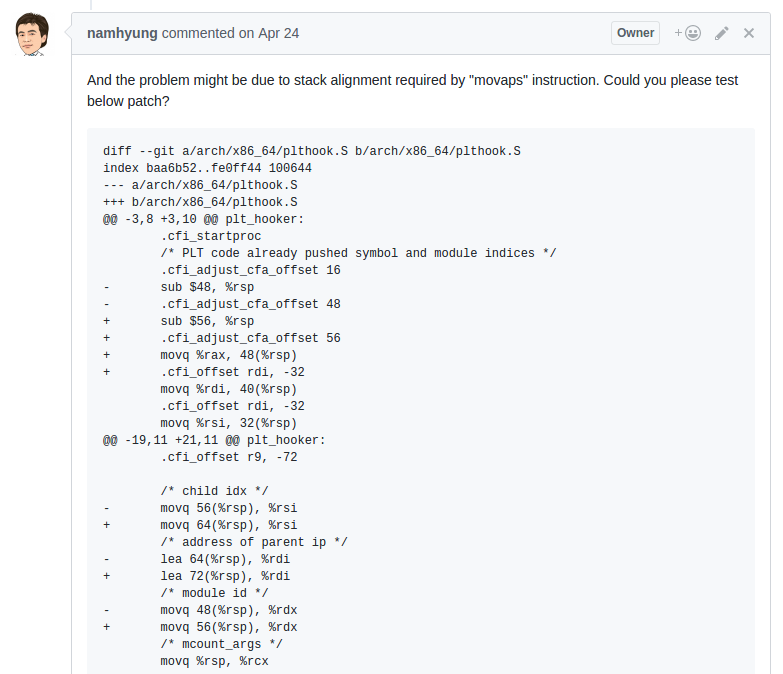 namhyung commented on Apr 24
Owner
And the problem might be due to stack alignment required by "movaps" instruction. Could you please test
below patch?
diff --git a/arch/x86_64/plthook.S b/arch/x86_64/plthook.S
index baa6b52..fe0ff44 100644
--- a/arch/x86_64/plthook.S
+++ b/arch/x86_64/plthook.S
@@ -3,8 +3,10 @@ plt_hooker:
        .cfi_startproc
        /* PLT code already pushed symbol and module indices */
        .cfi_adjust_cfa_offset 16
-       sub $48, %rsp
-       .cfi_adjust_cfa_offset 48
+       sub $56, %rsp
+       .cfi_adjust_cfa_offset 56
+       movq %rax, 48(%rsp)
+       .cfi_offset rdi, -32
        movq %rdi, 40(%rsp)
        .cfi_offset rdi, -32
        movq %rsi, 32(%rsp)
@@ -19,11 +21,11 @@ plt_hooker:
        .cfi_offset r9, -72
        /* child idx */
-       movq 56(%rsp), %rsi
+       movq 64(%rsp), %rsi
        /* address of parent ip */
-       lea 64(%rsp), %rdi
+       lea 72(%rsp), %rdi
        /* module id */
-       movq 48(%rsp), %rdx
+       movq 56(%rsp), %rdx
        /* mcount_args */
        movq %rsp, %rcx